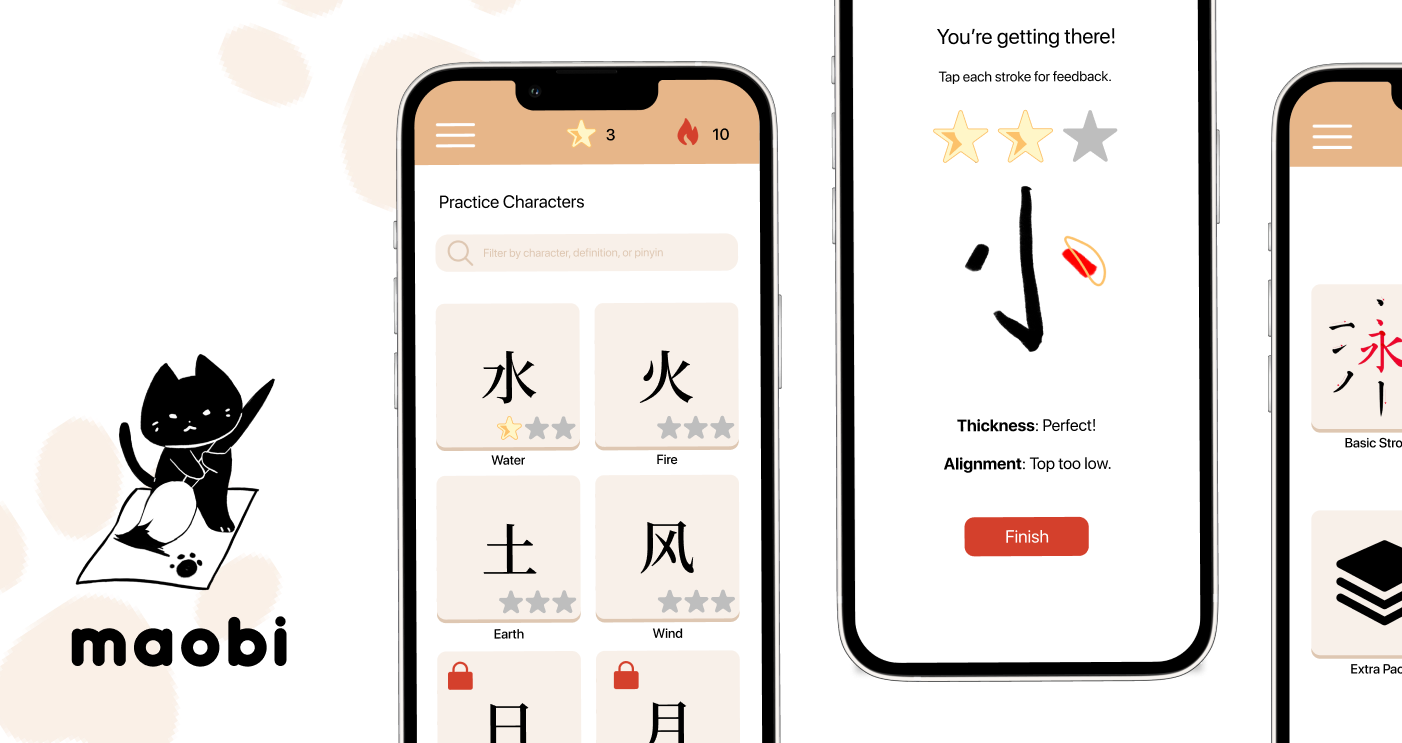 maobi
3 10
Practice Characters
Filter by character, definition, or pinyin
水 火
Water Fire
土 风
Earth Wind
日 月
You're getting there!
Tap each stroke for feedback.
小
Thickness: Perfect!
Alignment: Top too low.
Finish
永
Basic Stro
Extra Pac